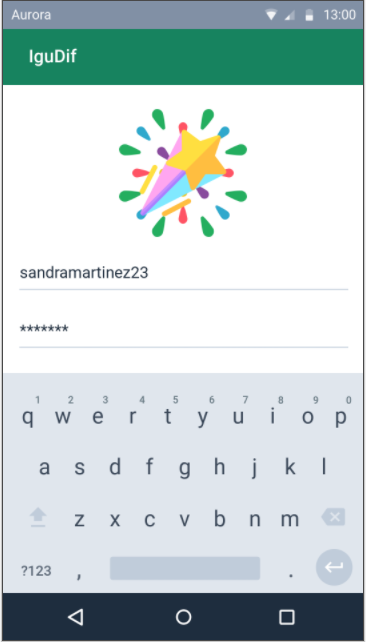 Aurora 13:00
IguDif
sandramartinez23
*******
1 2 3 4 5 6 7 8 9 0
q w e r t y u i o p
a s d f g h j k l
z x c v b n m
?123 , .